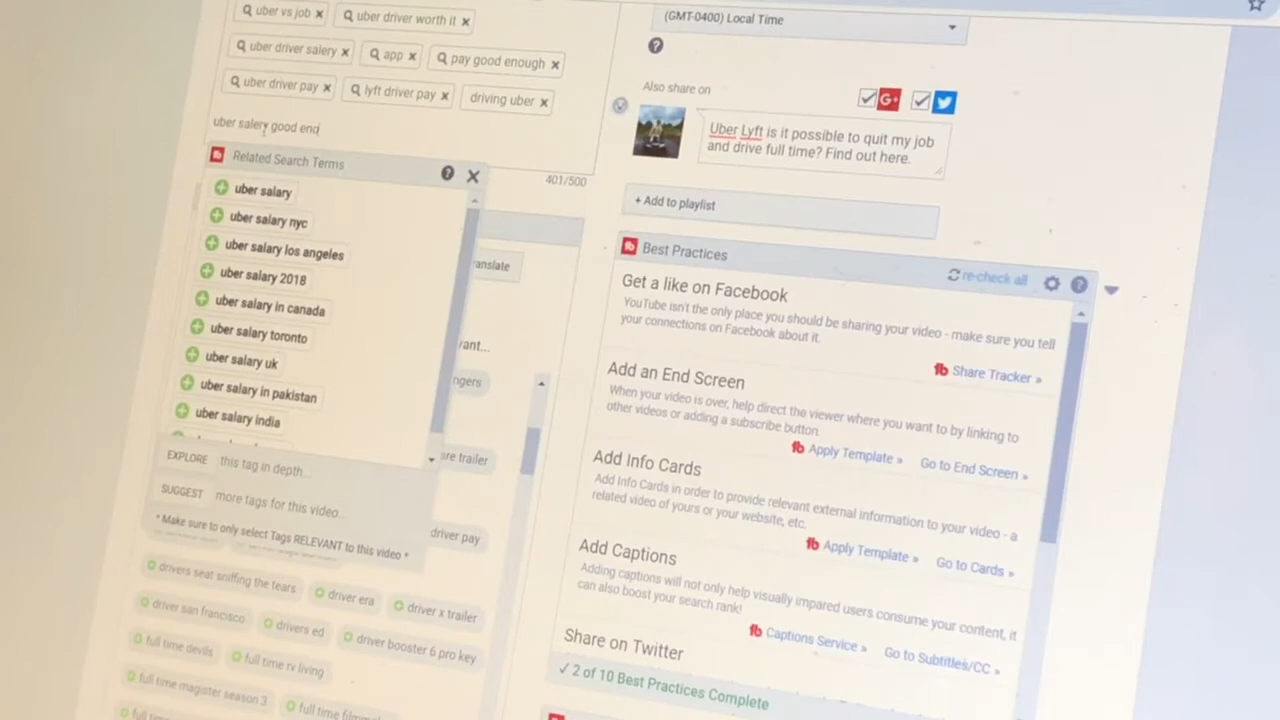 uber vs job x uber driver worth it x
uber driver salery x app x pay good enough x
uber driver pay x lyft driver pay x driving uber x
uber salery good eno
401/500
Related Search Terms
uber salary
uber salary nyc
uber salary los angeles
uber salary 2018
uber salary in canada
uber salary toronto
uber salary uk
uber salary in pakistan
uber salary india
EXPLORE this tag in depth...
SUGGEST more tags for this video...
* Make sure to only select Tags RELEVANT to this video *
driver pay
drivers seat sniffing the tears driver era driver x trailer
driver san francisco drivers ed driver booster 6 pro key
full time devils full time rv living
full time magister season 3 full time
full time
(GMT-0400) Local Time
Also share on
G+
Uber Lyft is it possible to quit my job
and drive full time? Find out here.
+ Add to playlist
Best Practices re-check all
Get a like on Facebook
YouTube isn't the only place you should be sharing your video - make sure you tell
your connections on Facebook about it.
Share Tracker »
Add an End Screen
When your video is over, help direct the viewer where you want to by linking to
other videos or adding a subscribe button.
Apply Template » Go to End Screen »
Add Info Cards
Add Info Cards in order to provide relevant external information to your video - a
related video of yours or your website, etc.
Apply Template » Go to Cards »
Add Captions
Adding captions will not only help visually impared users consume your content, it
can also boost your search rank!
Captions Service » Go to Subtitles/CC »
Share on Twitter
✓ 2 of 10 Best Practices Complete